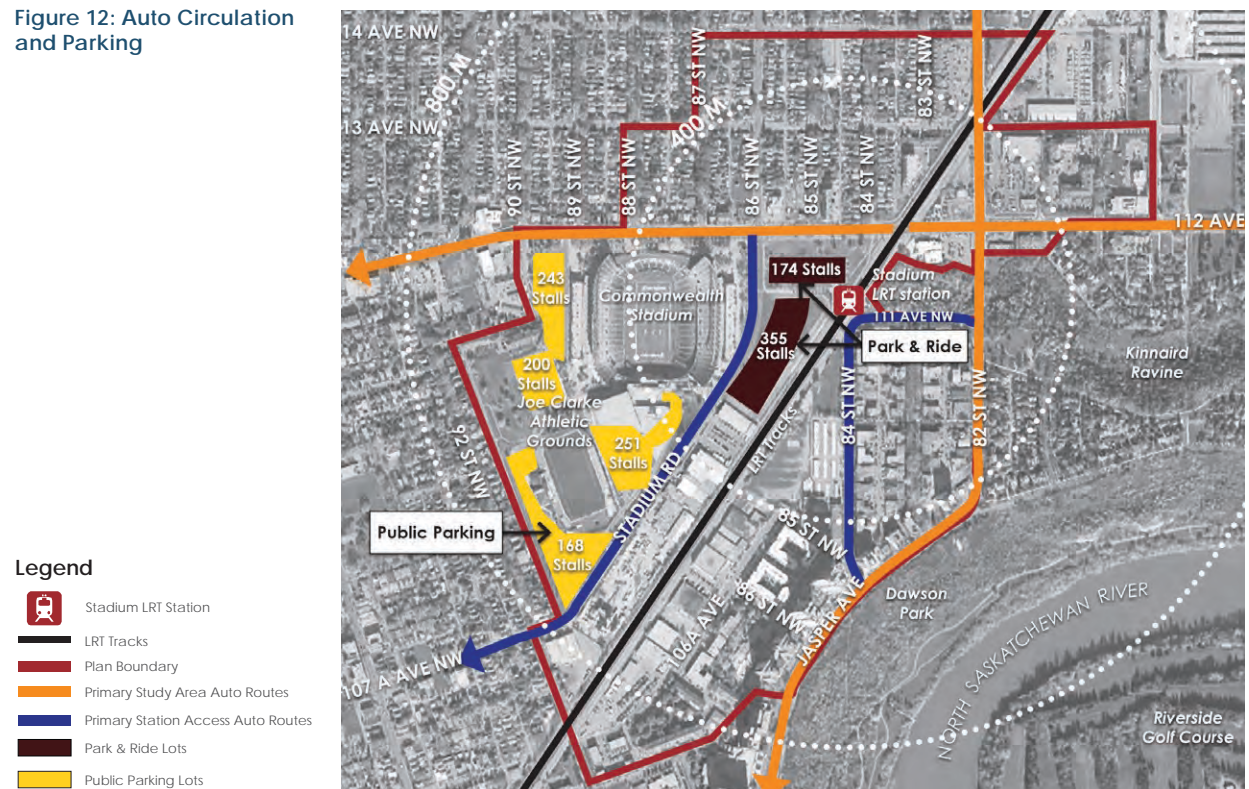 Figure 12: Auto Circulation
and Parking
14 AVE NW
800 M
87 ST NW
83 ST NW
400 M
13 AVE NW
90 ST NW
89 ST NW
88 ST NW
86 ST NW
85 ST NW
84 ST NW
112 AVE
243
Stalls
Commonwealth
Stadium
174 Stalls
Stadium
LRT station
111 AVE NW
355
Stalls
Park & Ride
Kinnaird
Ravine
200
Stalls
Joe Clarke
Athletic
Grounds
92 ST NW
251
Stalls
LRT tracks
84 ST NW
82 ST NW
STADIUM RD
Public Parking
168
Stalls
85 ST NW
86 ST NW
106A AVE
JASPER AVE
Dawson
Park
NORTH SASKATCHEWAN RIVER
107 A AVE NW
Riverside
Golf Course
Legend
Stadium LRT Station
LRT Tracks
Plan Boundary
Primary Study Area Auto Routes
Primary Station Access Auto Routes
Park & Ride Lots
Public Parking Lots